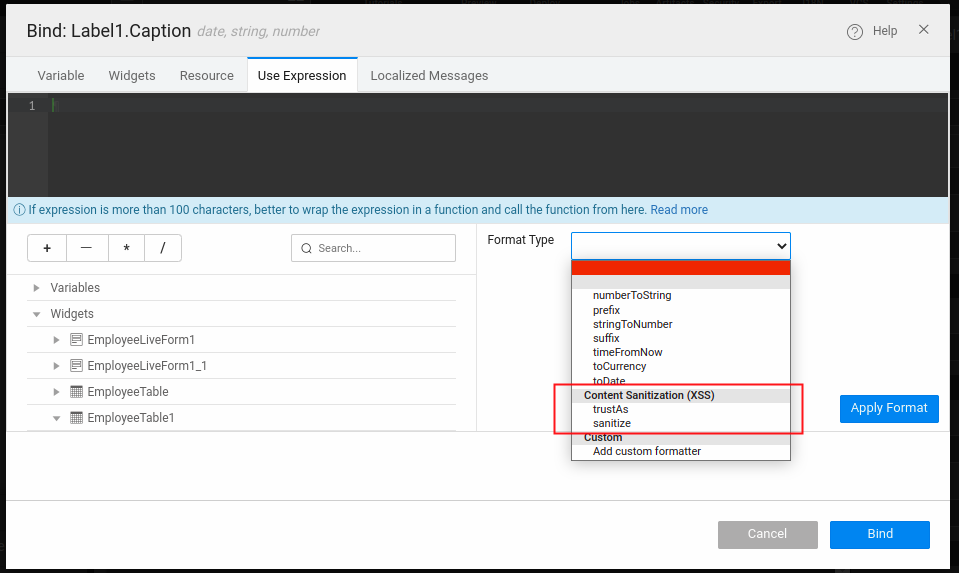 Bind: Label1.Caption date, string, number
Help
Variable Widgets Resource Use Expression Localized Messages
1
If expression is more than 100 characters, better to wrap the expression in a function and call the function from here. Read more
+ — * /
Search...
Format Type
Variables
Widgets
EmployeeLiveForm1
EmployeeLiveForm1_1
EmployeeTable
EmployeeTable1
numberToString
prefix
stringToNumber
suffix
timeFromNow
toCurrency
toDate
Content Sanitization (XSS)
trustAs
sanitize
Custom
Add custom formatter
Apply Format
Cancel Bind